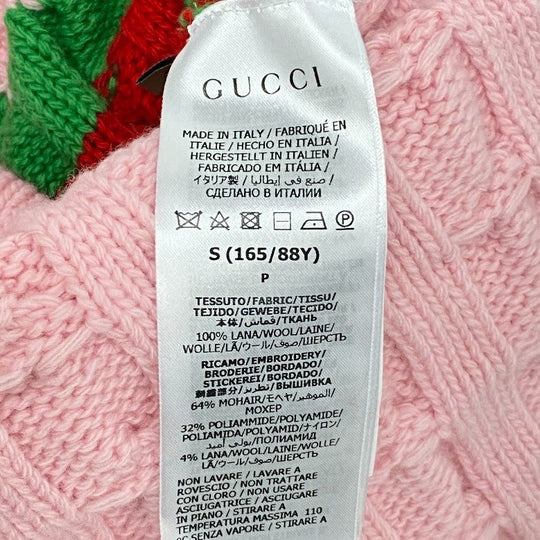 GUCCI
MADE IN ITALY / FABRIQUÉ EN
ITALIE / HECHO EN ITALIA /
HERGESTELLT IN ITALIEN /
FABRICADO EM ITÁLIA /
イタリア製 / صنع في إيطاليا /
СДЕЛАНО В ИТАЛИИ
P
S (165/88Y)
P
TESSUTO/FABRIC/TISSU/
TEJIDO/GEWEBE/TECIDO/
本体/قماش/ТКАНЬ
100% LANA/WOOL/LAINE/
WOLLE/LÃ/ウール/صوف/ШЕРСТЬ
RICAMO/EMBROIDERY/
BRODERIE/BORDADO/
STICKEREI/BORDADO/
刺繍部分/تطريز/ВЫШИВКА
64% MOHAIR/モヘヤ/الموهير/
МОХЕР
32% POLIAMMIDE/POLYAMIDE/
POLIAMIDA/POLYAMID/ナイロン/
بولي أميد/ПОЛИАМИД
4% LANA/WOOL/LAINE/WOLLE/
LÃ/ウール/صوف/ШЕРСТЬ
NON LAVARE / LAVARE A
ROVESCIO / NON TRATTARE
CON CLORO / NON USARE
ASCIUGATRICE / ASCIUGARE
IN PIANO / STIRARE A
TEMPERATURA MASSIMA 110
°C SENZA VAPORE / STIRARE A